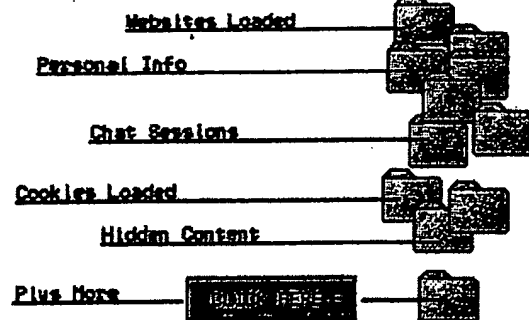 Websites Loaded
Personal Info
Chat Sessions
Cookies Loaded
Hidden Content
Plus More